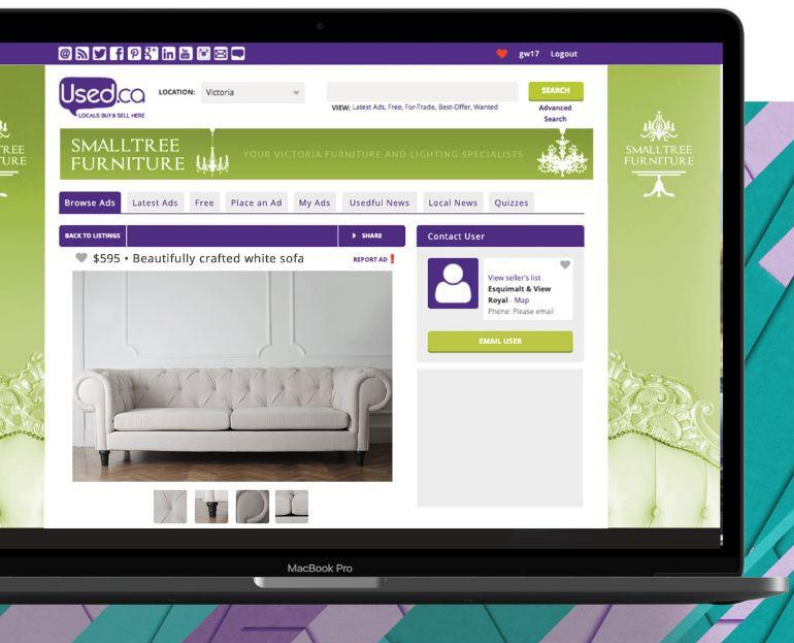 gw17 Logout
Used.ca
LOCALS BUY & SELL HERE
LOCATION: Victoria
SEARCH
VIEW: Latest Ads, Free, For-Trade, Best-Offer, Wanted
Advanced
Search
SMALLTREE
FURNITURE
YOUR VICTORIA FURNITURE AND LIGHTING SPECIALISTS
TREE
TURE
SMALLTREE
FURNITURE
Browse Ads Latest Ads Free Place an Ad My Ads Usedful News Local News Quizzes
BACK TO LISTINGS SHARE Contact User
$595 • Beautifully crafted white sofa REPORT AD!
View seller's list
Esquimalt & View
Royal - Map
Phone: Please email
EMAIL USER
MacBook Pro